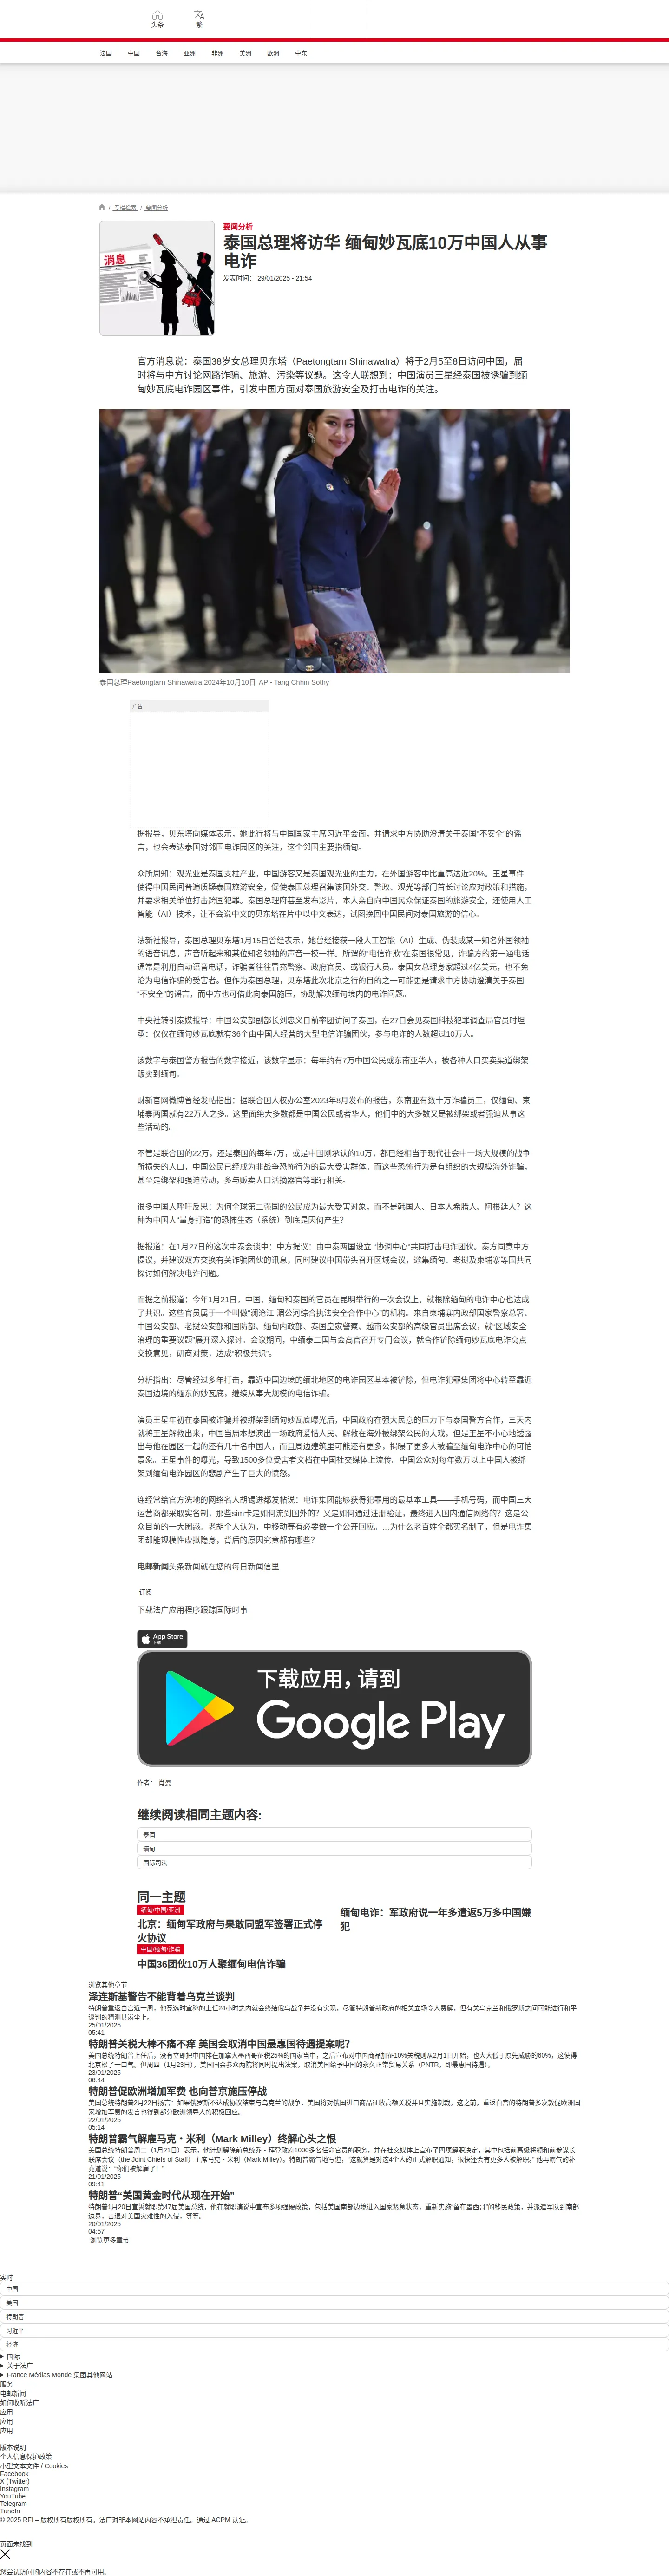 头条
繁
法国
中国
台海
亚洲
非洲
美洲
欧洲
中东
/ 专栏检索 / 要闻分析
消息
要闻分析
泰国总理将访华 缅甸妙瓦底10万中国人从事
电诈
发表时间： 29/01/2025 - 21:54
官方消息说：泰国38岁女总理贝东塔（Paetongtarn Shinawatra）将于2月5至8日访问中国，届
时将与中方讨论网路诈骗、旅游、污染等议题。这令人联想到：中国演员王星经泰国被诱骗到缅
甸妙瓦底电诈园区事件，引发中国方面对泰国旅游安全及打击电诈的关注。
泰国总理Paetongtarn Shinawatra 2024年10月10日 AP - Tang Chhin Sothy
广告
据报导，贝东塔向媒体表示，她此行将与中国国家主席习近平会面，并请求中方协助澄清关于泰国“不安全”的谣
言，也会表达泰国对邻国电诈园区的关注，这个邻国主要指缅甸。
众所周知：观光业是泰国支柱产业，中国游客又是泰国观光业的主力，在外国游客中比重高达近20%。王星事件
使得中国民间普遍质疑泰国旅游安全，促使泰国总理召集该国外交、警政、观光等部门首长讨论应对政策和措施，
并要求相关单位打击跨国犯罪。泰国总理府甚至发布影片，本人亲自向中国民众保证泰国的旅游安全，还使用人工
智能（AI）技术，让不会说中文的贝东塔在片中以中文表达，试图挽回中国民间对泰国旅游的信心。
法新社报导，泰国总理贝东塔1月15日曾经表示，她曾经接获一段人工智能（AI）生成、伪装成某一知名外国领袖
的语音讯息，声音听起来和某位知名领袖的声音一模一样。所谓的“电信诈欺”在泰国很常见，诈骗方的第一通电话
通常是利用自动语音电话，诈骗者往往冒充警察、政府官员、或银行人员。泰国女总理身家超过4亿美元，也不免
沦为电信诈骗的受害者。但作为泰国总理，贝东塔此次北京之行的目的之一可能更是请求中方协助澄清关于泰国
“不安全”的谣言，而中方也可借此向泰国施压，协助解决缅甸境内的电诈问题。
中央社转引泰媒报导：中国公安部副部长刘忠义日前率团访问了泰国，在27日会见泰国科技犯罪调查局官员时坦
承：仅仅在缅甸妙瓦底就有36个由中国人经营的大型电信诈骗团伙，参与电诈的人数超过10万人。
该数字与泰国警方报告的数字接近，该数字显示：每年约有7万中国公民或东南亚华人，被各种人口买卖渠道绑架
贩卖到缅甸。
财新官网微博曾经发帖指出：据联合国人权办公室2023年8月发布的报告，东南亚有数十万诈骗员工，仅缅甸、柬
埔寨两国就有22万人之多。这里面绝大多数都是中国公民或者华人，他们中的大多数又是被绑架或者强迫从事这
些活动的。
不管是联合国的22万，还是泰国的每年7万，或是中国刚承认的10万，都已经相当于现代社会中一场大规模的战争
所损失的人口，中国公民已经成为非战争恐怖行为的最大受害群体。而这些恐怖行为是有组织的大规模海外诈骗，
甚至是绑架和强迫劳动，多与贩卖人口活摘器官等罪行相关。
很多中国人呼吁反思：为何全球第二强国的公民成为最大受害对象，而不是韩国人、日本人希腊人、阿根廷人？这
种为中国人“量身打造”的恐怖生态（系统）到底是因何产生？
据报道：在1月27日的这次中泰会谈中：中方提议：由中泰两国设立 “协调中心”共同打击电诈团伙。泰方同意中方
提议，并建议双方交换有关诈骗团伙的讯息，同时建议中国带头召开区域会议，邀集缅甸、老挝及柬埔寨等国共同
探讨如何解决电诈问题。
而据之前报道：今年1月21日，中国、缅甸和泰国的官员在昆明举行的一次会议上，就根除缅甸的电诈中心也达成
了共识。这些官员属于一个叫做“澜沧江-湄公河综合执法安全合作中心”的机构。来自柬埔寨内政部国家警察总署、
中国公安部、老挝公安部和国防部、缅甸内政部、泰国皇家警察、越南公安部的高级官员出席会议，就“区域安全
治理的重要议题”展开深入探讨。会议期间，中缅泰三国与会高官召开专门会议，就合作铲除缅甸妙瓦底电诈窝点
交换意见，研商对策，达成“积极共识”。
分析指出：尽管经过多年打击，靠近中国边境的缅北地区的电诈园区基本被铲除，但电诈犯罪集团将中心转至靠近
泰国边境的缅东的妙瓦底，继续从事大规模的电信诈骗。
演员王星年初在泰国被诈骗并被绑架到缅甸妙瓦底曝光后，中国政府在强大民意的压力下与泰国警方合作，三天内
就将王星解救出来，中国当局本想演出一场政府爱惜人民、解救在海外被绑架公民的大戏，但是王星不小心地透露
出与他在园区一起的还有几十名中国人，而且周边建筑里可能还有更多，揭曝了更多人被骗至缅甸电诈中心的可怕
景象。王星事件的曝光，导致1500多位受害者文档在中国社交媒体上流传。中国公众对每年数万以上中国人被绑
架到缅甸电诈园区的悲剧产生了巨大的愤怒。
连经常给官方洗地的网络名人胡锡进都发帖说：电诈集团能够获得犯罪用的最基本工具——手机号码，而中国三大
运营商都采取实名制，那些sim卡是如何流到国外的？又是如何通过注册验证，最终进入国内通信网络的？这是公
众目前的一大困惑。老胡个人认为，中移动等有必要做一个公开回应。…为什么老百姓全都实名制了，但是电诈集
团却能规模性虚拟隐身，背后的原因究竟都有哪些？
电邮新闻头条新闻就在您的每日新闻信里
订阅
下载法广应用程序跟踪国际时事
App Store
下载
下载应用，请到
Google Play
作者： 肖曼
继续阅读相同主题内容:
泰国
缅甸
国际司法
同一主题
缅甸/中国/亚洲
北京：缅甸军政府与果敢同盟军签署正式停
火协议
中国/缅甸/诈骗
中国36团伙10万人聚缅甸电信诈骗
缅甸电诈：军政府说一年多遣返5万多中国嫌
犯
浏览其他章节
泽连斯基警告不能背着乌克兰谈判
特朗普重返白宫近一周，他竞选时宣称的上任24小时之内就会终结俄乌战争并没有实现，尽管特朗普新政府的相关立场令人费解，但有关乌克兰和俄罗斯之间可能进行和平
谈判的猜测甚嚣尘上。
25/01/2025
05:41
特朗普关税大棒不痛不痒 美国会取消中国最惠国待遇提案呢？
美国总统特朗普上任后，没有立即把中国排在加拿大墨西哥征税25%的国家当中，之后宣布对中国商品加征10%关税则从2月1日开始，也大大低于原先威胁的60%，这使得
北京松了一口气。但周四（1月23日），美国国会参众两院将同时提出法案，取消美国给予中国的永久正常贸易关系（PNTR，即最惠国待遇）。
23/01/2025
06:44
特朗普促欧洲增加军费 也向普京施压停战
美国总统特朗普2月22日扬言：如果俄罗斯不达成协议结束与乌克兰的战争，美国将对俄国进口商品征收高额关税并且实施制裁。这之前，重返白宫的特朗普多次敦促欧洲国
家增加军费的发言也得到部分欧洲领导人的积极回应。
22/01/2025
05:14
特朗普霸气解雇马克・米利（Mark Milley）终解心头之恨
美国总统特朗普周二（1月21日）表示，他计划解除前总统乔・拜登政府1000多名任命官员的职务，并在社交媒体上宣布了四项解职决定，其中包括前高级将领和前参谋长
联席会议（the Joint Chiefs of Staff）主席马克・米利（Mark Milley）。特朗普霸气地写道，“这就算是对这4个人的正式解职通知，很快还会有更多人被解职。” 他再霸气的补
充道说：“你们被解雇了！”
21/01/2025
09:41
特朗普“美国黄金时代从现在开始”
特朗普1月20日宣誓就职第47届美国总统，他在就职演说中宣布多项强硬政策，包括美国南部边境进入国家紧急状态，重新实施“留在墨西哥”的移民政策，并派遣军队到南部
边界，击退对美国灾难性的入侵，等等。
20/01/2025
04:57
浏览更多章节
实时
中国
美国
特朗普
习近平
经济
国际
关于法广
France Médias Monde 集团其他网站
服务
电邮新闻
如何收听法广
应用
应用
应用
版本说明
个人信息保护政策
小型文本文件 / Cookies
Facebook
X (Twitter)
Instagram
YouTube
Telegram
TuneIn
© 2025 RFI – 版权所有版权所有。法广对非本网站内容不承担责任。通过 ACPM 认证。
页面未找到
您尝试访问的内容不存在或不再可用。